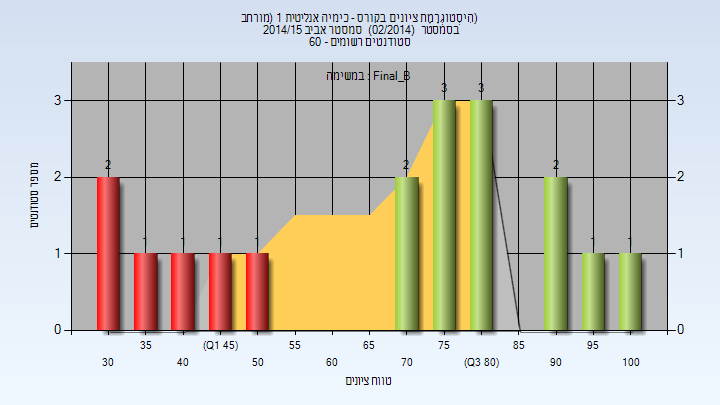 (היסטוגרמת ציונים בקורס - כימיה אנליטית 1 (מורחב
בסמסטר (02/2014) סמסטר אביב 2014/15
סטודנטים רשומים - 60
במשימה : Final_B
מספר סטודנטים
3 3
2 2
1 1
0 0
2 1 1 1 1 2 3 3 2 1 1
35 (Q1 45) 55 65 75 85 95
30 40 50 60 70 (Q3 80) 90 100
טווח ציונים